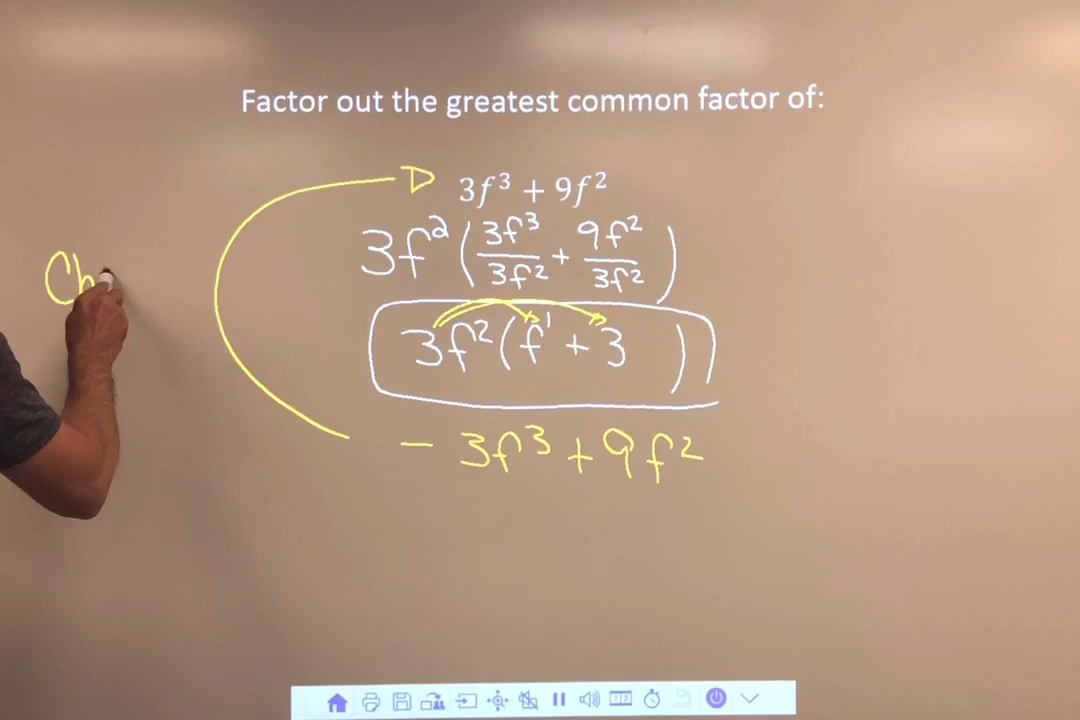 Factor out the greatest common factor of:
3f³ + 9f²
3f² ( 3f³/3f² + 9f²/3f² )
3f² ( f¹ + 3 )
Ch
– 3f³ + 9f²